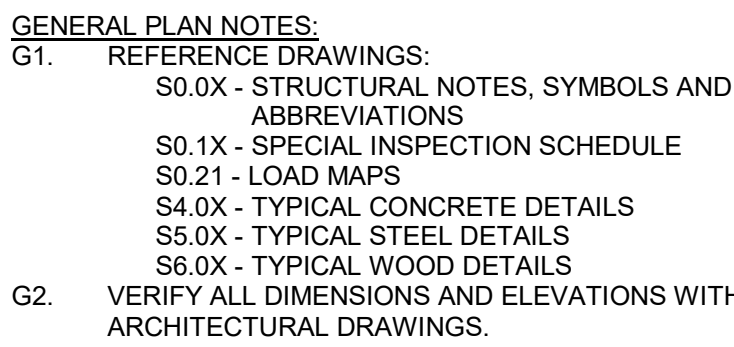 GENERAL PLAN NOTES:
G1. REFERENCE DRAWINGS:
S0.0X - STRUCTURAL NOTES, SYMBOLS AND
ABBREVIATIONS
S0.1X - SPECIAL INSPECTION SCHEDULE
S0.21 - LOAD MAPS
S4.0X - TYPICAL CONCRETE DETAILS
S5.0X - TYPICAL STEEL DETAILS
S6.0X - TYPICAL WOOD DETAILS
G2. VERIFY ALL DIMENSIONS AND ELEVATIONS WITH
ARCHITECTURAL DRAWINGS.